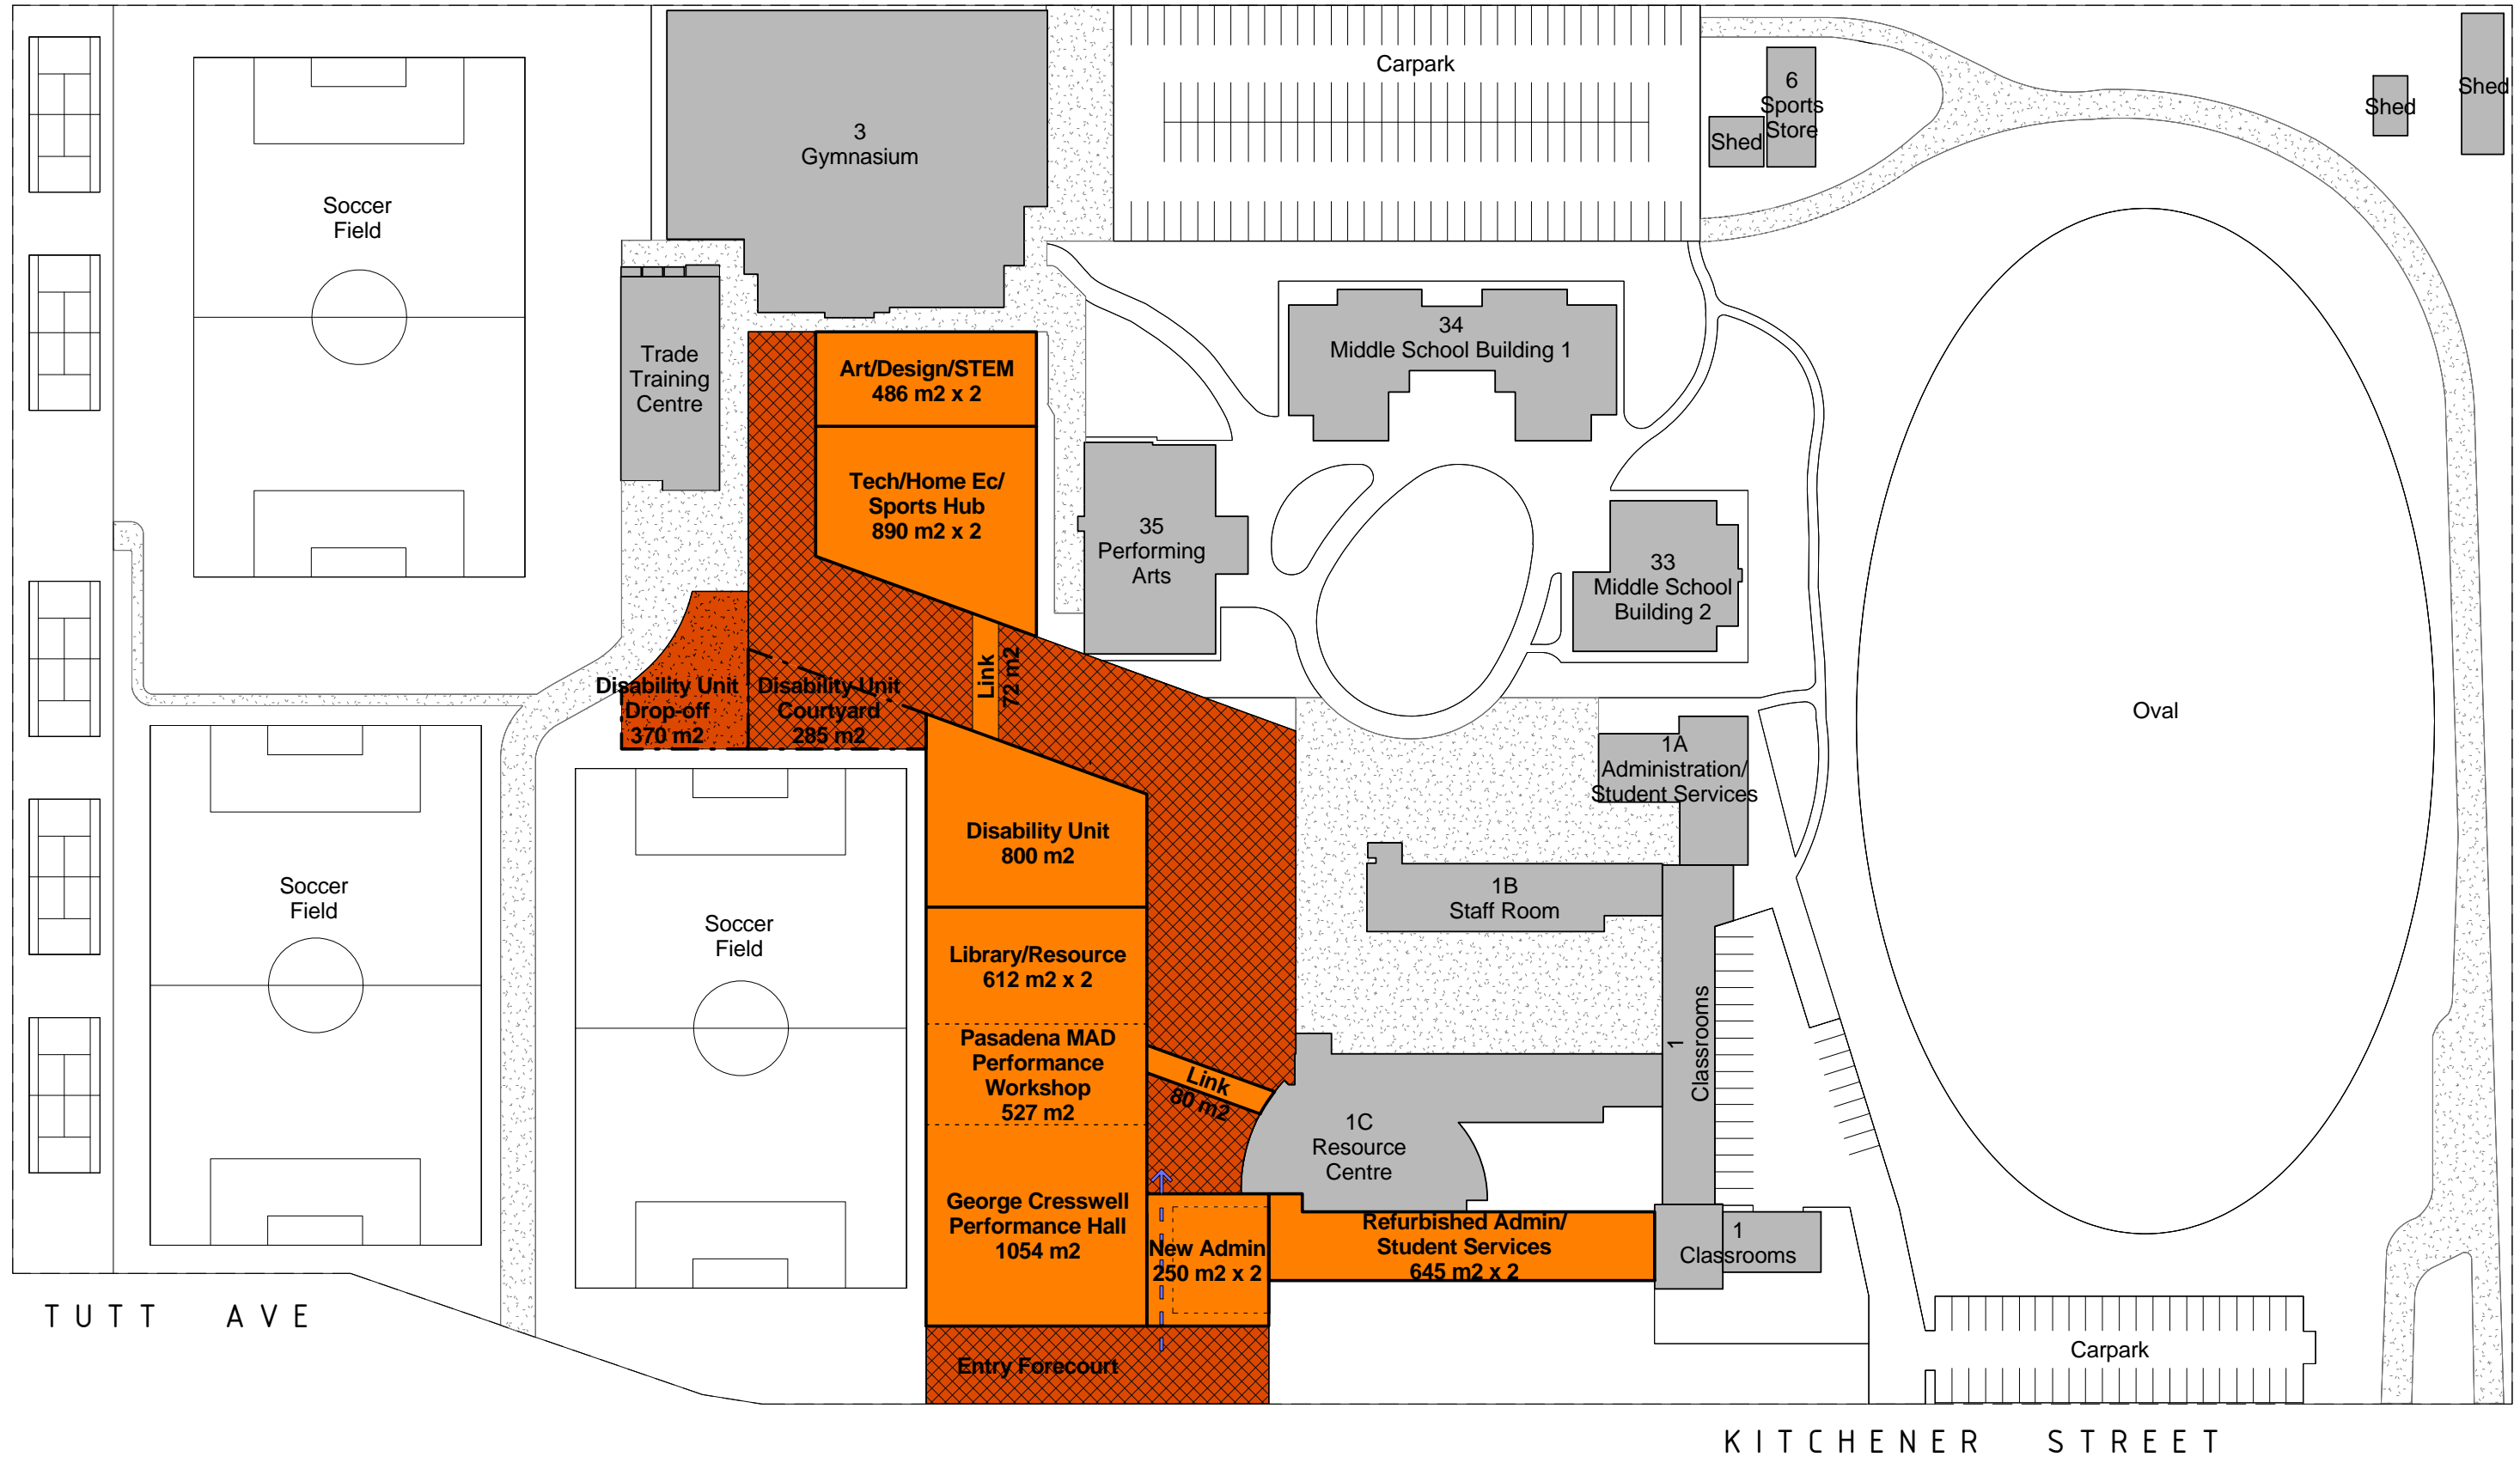 Carpark
Shed
Shed
6
Sports
Store
Shed
3
Gymnasium
Soccer
Field
34
Middle School Building 1
Trade
Training
Centre
Art/Design/STEM
486 m2 x 2
Tech/Home Ec/
Sports Hub
890 m2 x 2
35
Performing
Arts
33
Middle School
Building 2
Link
72 m2
Disability Unit
Drop-off
370 m2
Disability Unit
Courtyard
285 m2
Oval
1A
Administration/
Student Services
Disability Unit
800 m2
Soccer
Field
Soccer
Field
1B
Staff Room
Library/Resource
612 m2 x 2
1
Classrooms
Pasadena MAD
Performance
Workshop
527 m2
Link
80 m2
1C
Resource
Centre
George Cresswell
Performance Hall
1054 m2
New Admin
250 m2 x 2
Refurbished Admin/
Student Services
645 m2 x 2
1
Classrooms
TUTT AVE
Entry Forecourt
Carpark
KITCHENER STREET